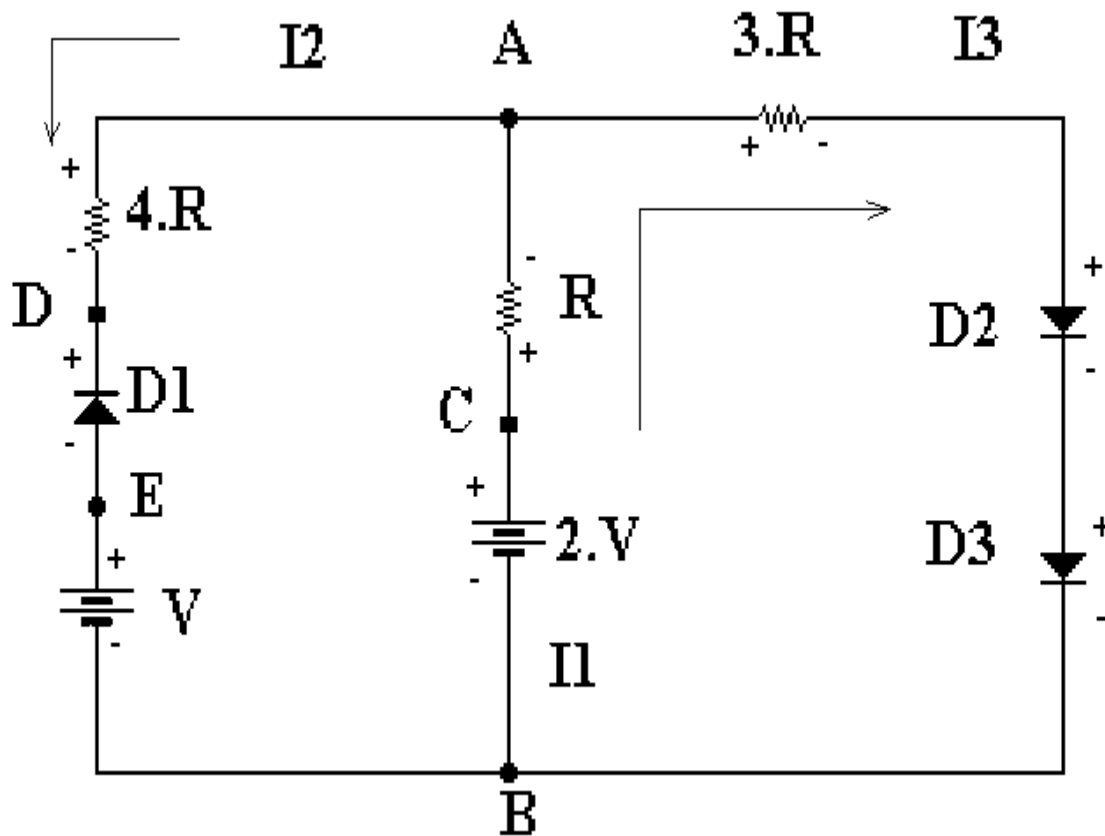 I2 A 3.R I3
+ + -
4.R
- - +
D R D2
+ + -
D1 C
- E + +
+ 2.V D3
V - -
- I1
B